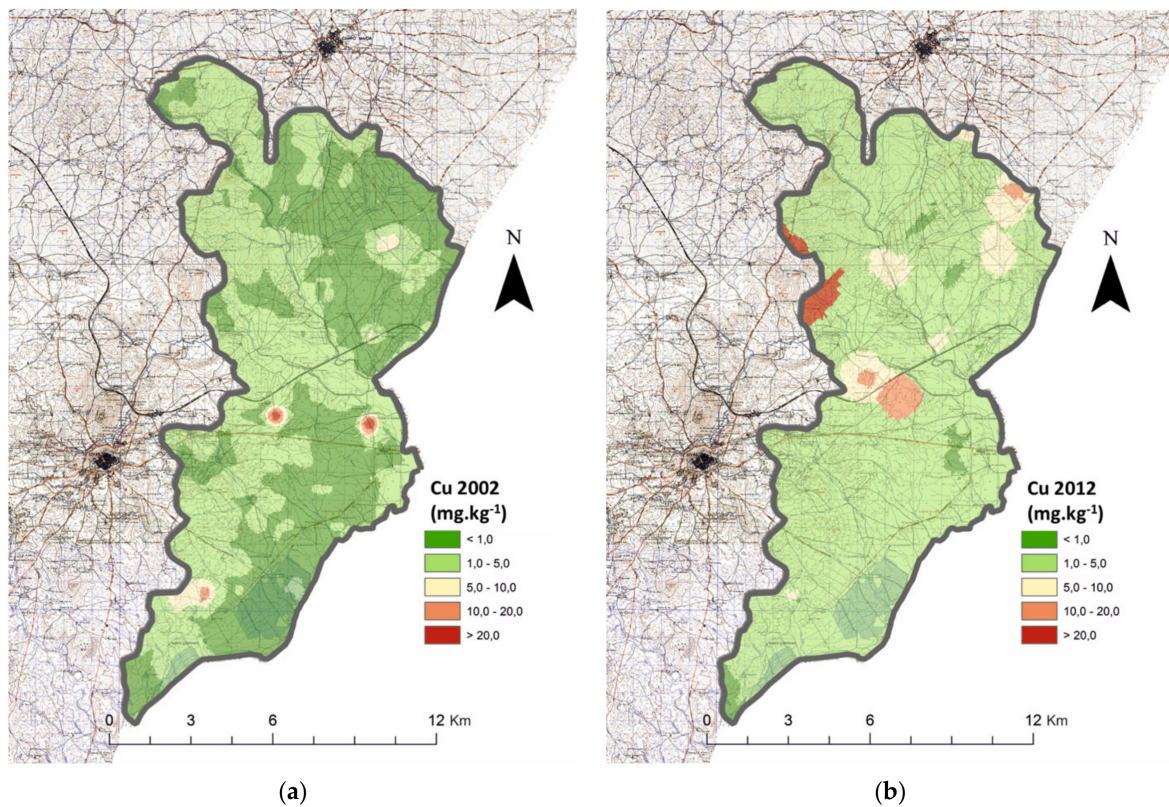 N
Cu 2002
(mg.kg⁻¹)
< 1,0
1,0 - 5,0
5,0 - 10,0
10,0 - 20,0
> 20,0
0 3 6 12 Km
(a)
N
Cu 2012
(mg.kg⁻¹)
< 1,0
1,0 - 5,0
5,0 - 10,0
10,0 - 20,0
> 20,0
0 3 6 12 Km
(b)